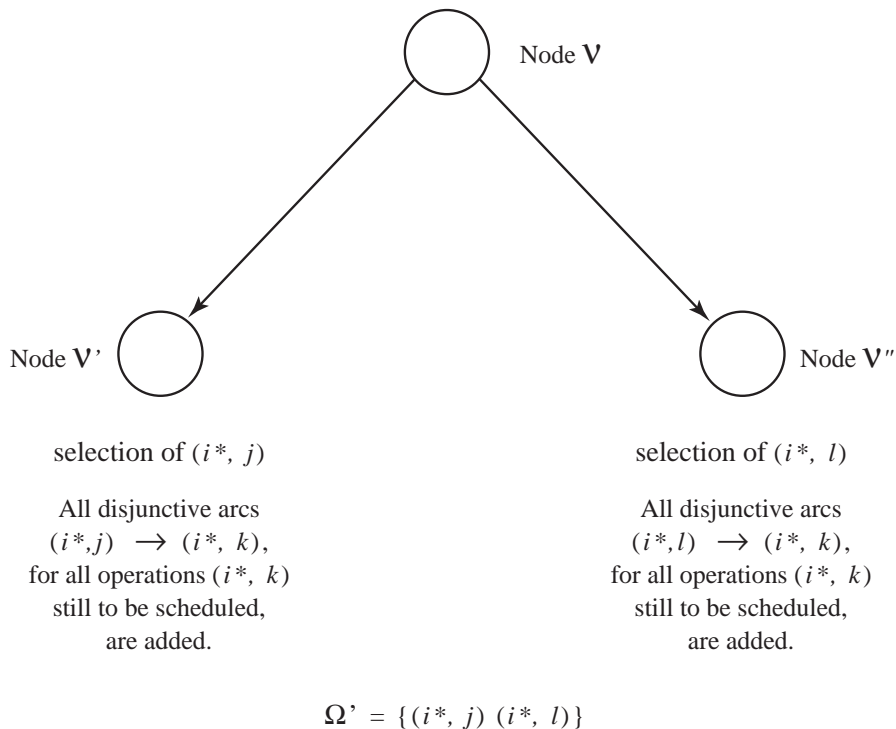 Node ν
Node ν'
Node ν″
selection of (i*, j)
selection of (i*, l)
All disjunctive arcs
(i*,j) → (i*, k),
for all operations (i*, k)
still to be scheduled,
are added.
All disjunctive arcs
(i*,l) → (i*, k),
for all operations (i*, k)
still to be scheduled,
are added.
Ω' = {(i*, j) (i*, l)}